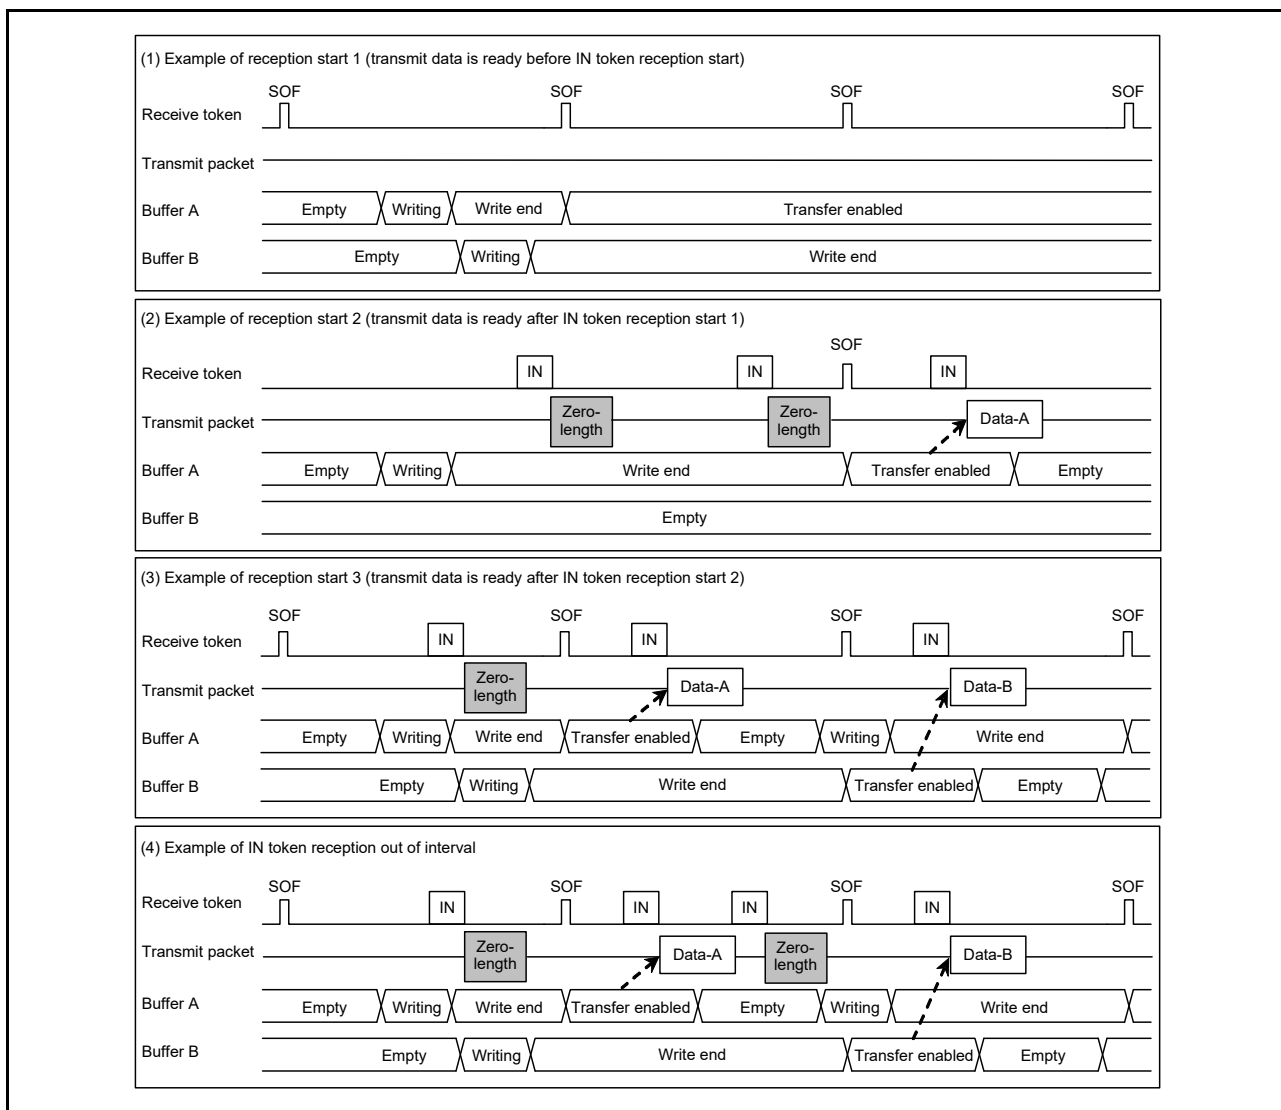 (1) Example of reception start 1 (transmit data is ready before IN token reception start)
SOF SOF SOF SOF
Receive token
Transmit packet
Buffer A Empty Writing Write end Transfer enabled
Buffer B Empty Writing Write end
(2) Example of reception start 2 (transmit data is ready after IN token reception start 1)
SOF
Receive token IN IN IN
Transmit packet Zero-length Zero-length Data-A
Buffer A Empty Writing Write end Transfer enabled Empty
Buffer B Empty
(3) Example of reception start 3 (transmit data is ready after IN token reception start 2)
SOF SOF SOF SOF
Receive token IN IN IN
Transmit packet Zero-length Data-A Data-B
Buffer A Empty Writing Write end Transfer enabled Empty Writing Write end
Buffer B Empty Writing Write end Transfer enabled Empty
(4) Example of IN token reception out of interval
SOF SOF SOF SOF
Receive token IN IN IN IN
Transmit packet Zero-length Data-A Zero-length Data-B
Buffer A Empty Writing Write end Transfer enabled Empty Writing Write end
Buffer B Empty Writing Write end Transfer enabled Empty